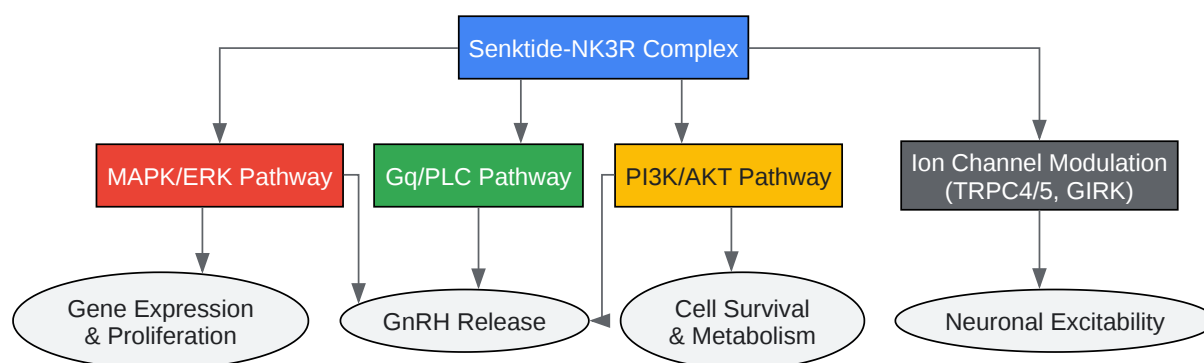 Senktide-NK3R Complex
MAPK/ERK Pathway
Gq/PLC Pathway
PI3K/AKT Pathway
Ion Channel Modulation
(TRPC4/5, GIRK)
Gene Expression
& Proliferation
GnRH Release
Cell Survival
& Metabolism
Neuronal Excitability